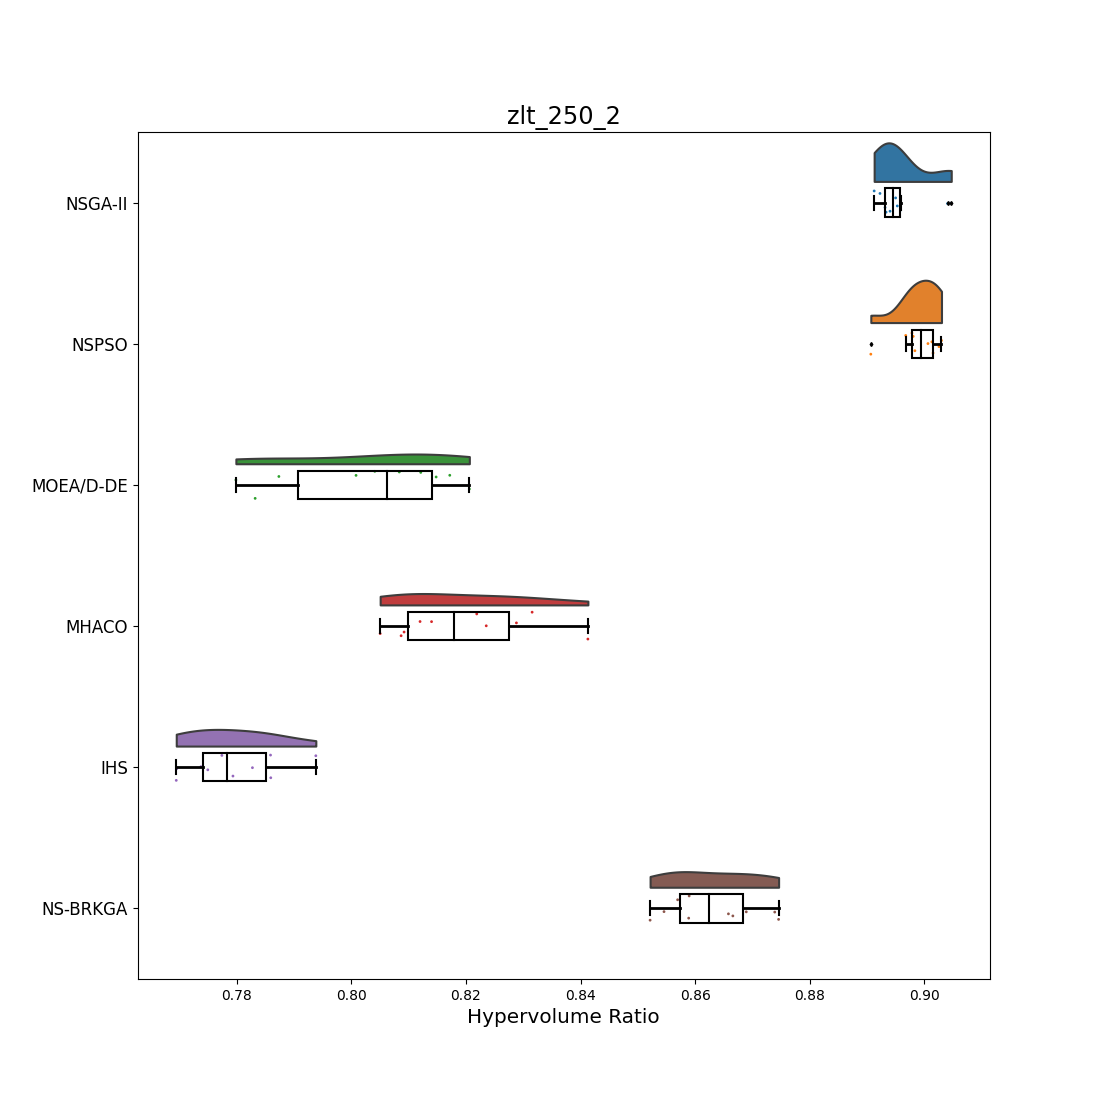 zlt_250_2
NSGA-II
NSPSO
MOEA/D-DE
MHACO
IHS
NS-BRKGA
0.78 0.80 0.82 0.84 0.86 0.88 0.90
Hypervolume Ratio